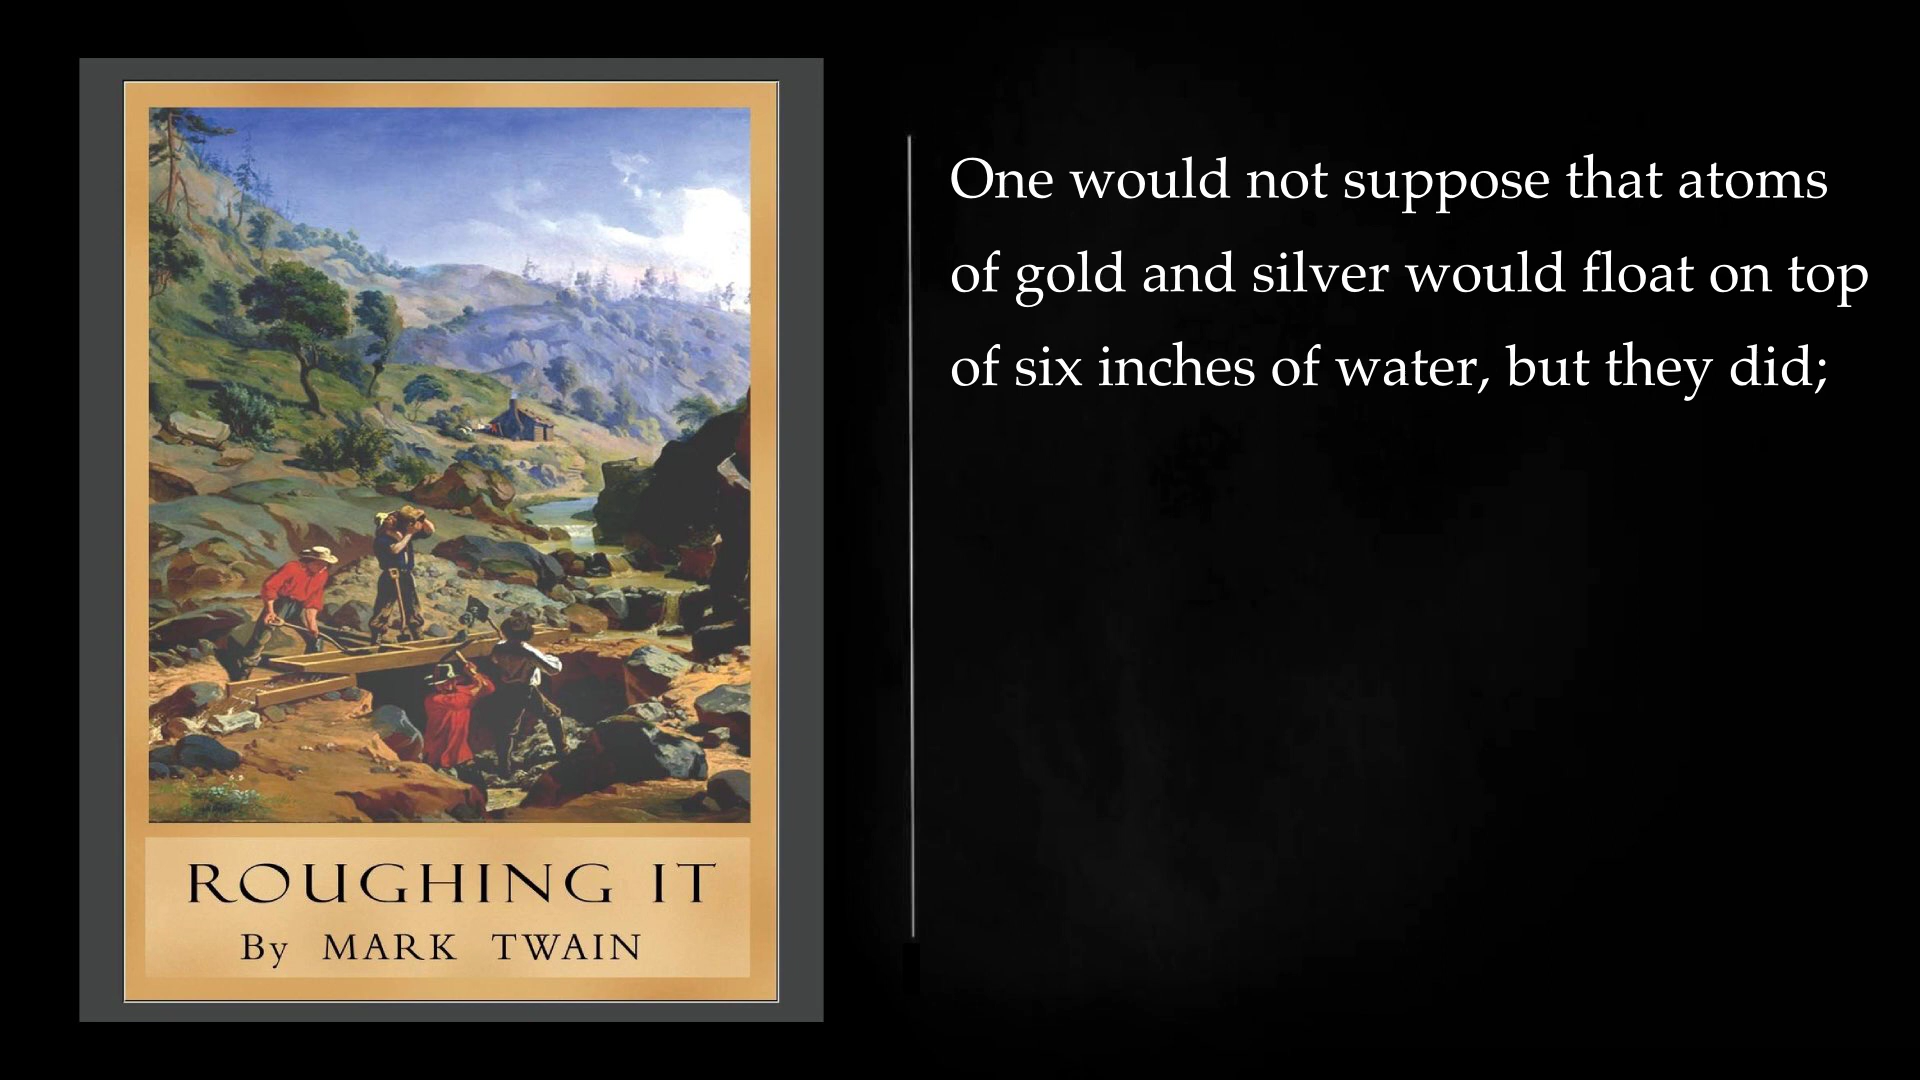 ROUGHING IT
By MARK TWAIN
One would not suppose that atoms
of gold and silver would float on top
of six inches of water, but they did;